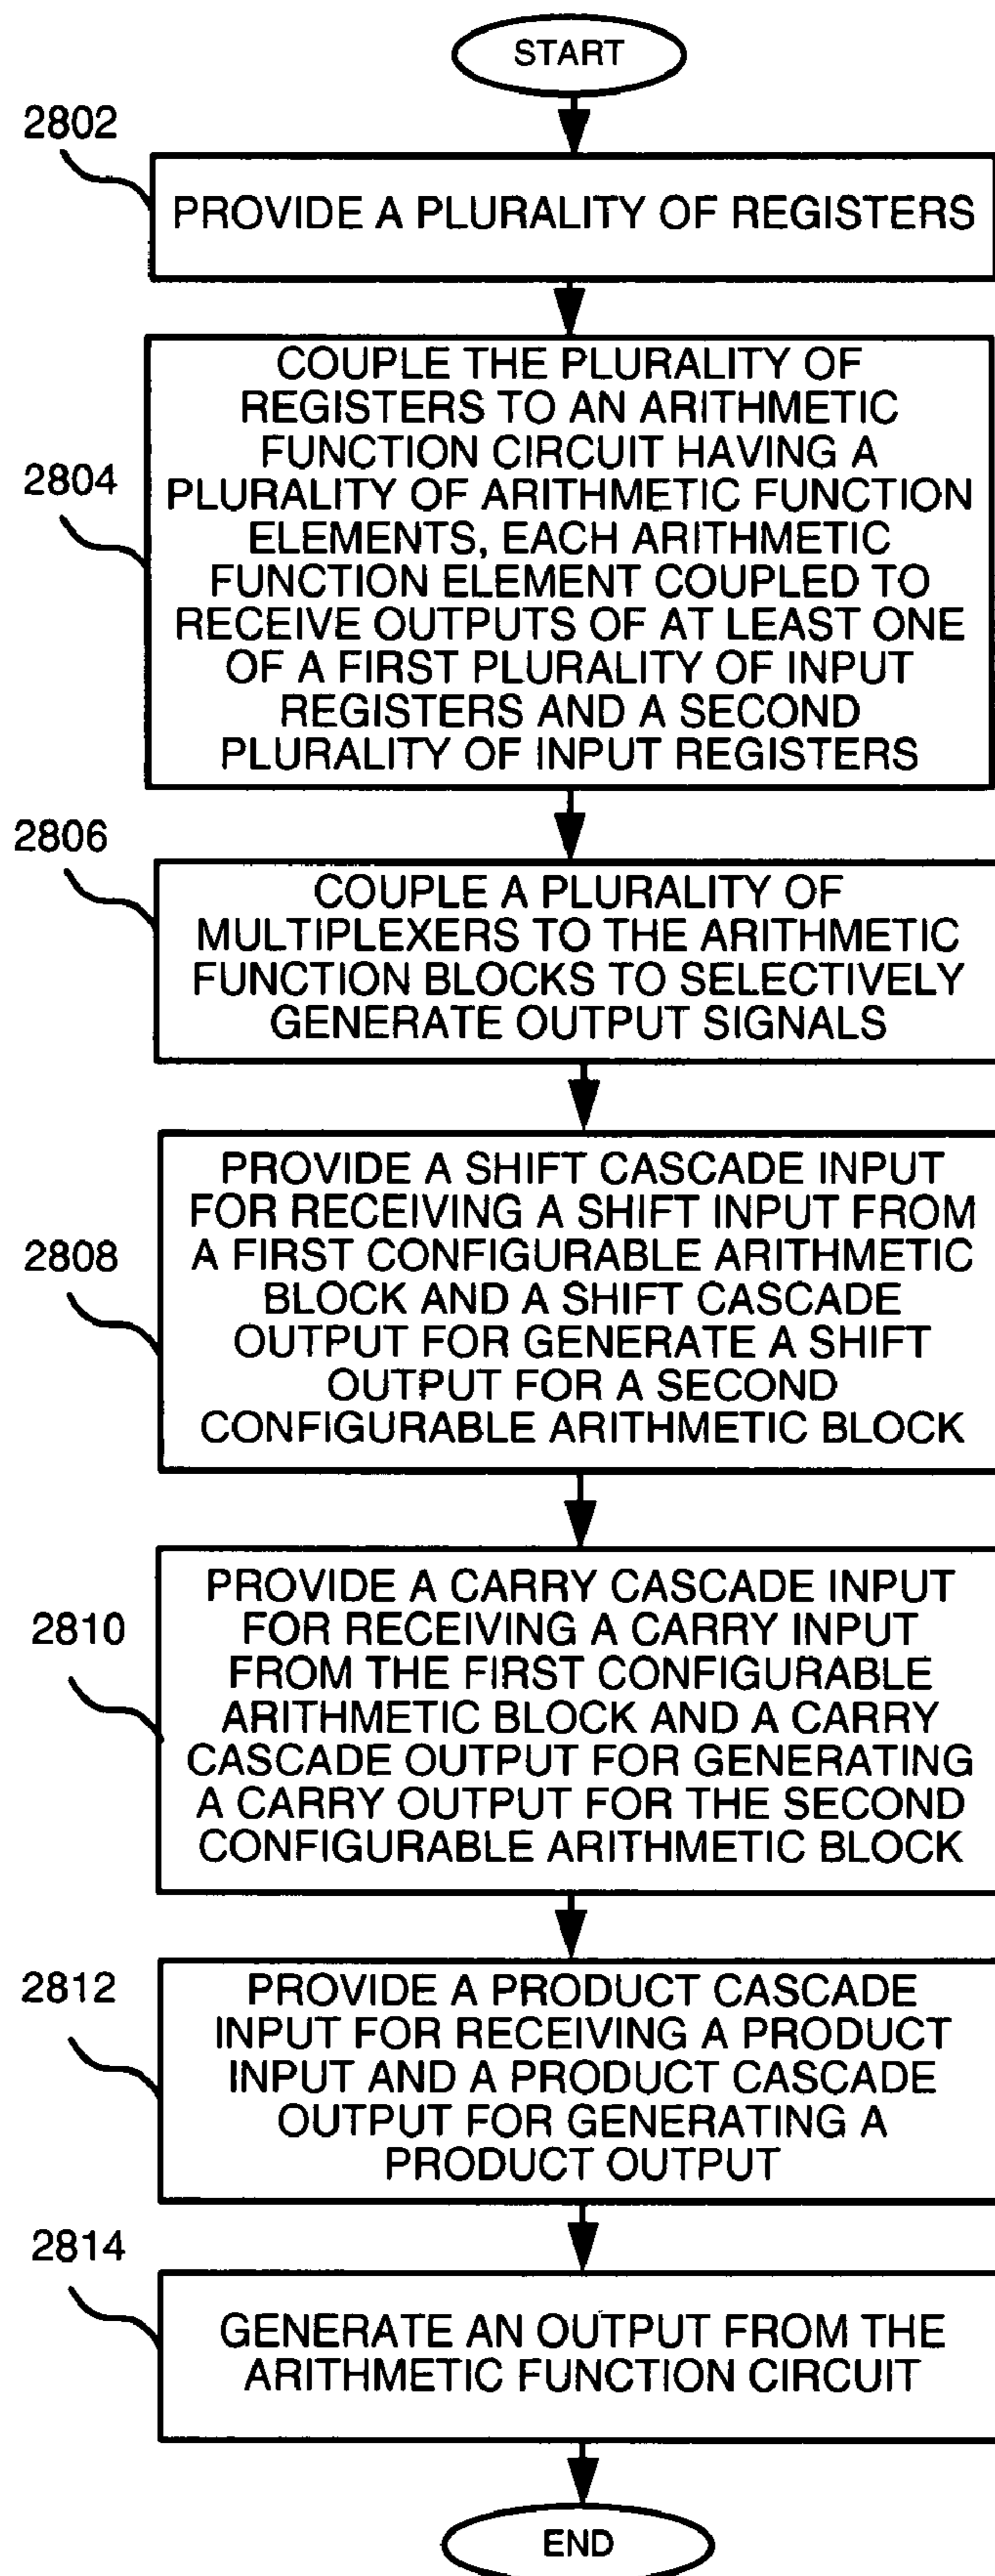 START
2802
PROVIDE A PLURALITY OF REGISTERS
COUPLE THE PLURALITY OF
REGISTERS TO AN ARITHMETIC
FUNCTION CIRCUIT HAVING A
2804
PLURALITY OF ARITHMETIC FUNCTION
ELEMENTS, EACH ARITHMETIC
FUNCTION ELEMENT COUPLED TO
RECEIVE OUTPUTS OF AT LEAST ONE
OF A FIRST PLURALITY OF INPUT
REGISTERS AND A SECOND
PLURALITY OF INPUT REGISTERS
2806
COUPLE A PLURALITY OF
MULTIPLEXERS TO THE ARITHMETIC
FUNCTION BLOCKS TO SELECTIVELY
GENERATE OUTPUT SIGNALS
2808
PROVIDE A SHIFT CASCADE INPUT
FOR RECEIVING A SHIFT INPUT FROM
A FIRST CONFIGURABLE ARITHMETIC
BLOCK AND A SHIFT CASCADE
OUTPUT FOR GENERATE A SHIFT
OUTPUT FOR A SECOND
CONFIGURABLE ARITHMETIC BLOCK
2810
PROVIDE A CARRY CASCADE INPUT
FOR RECEIVING A CARRY INPUT
FROM THE FIRST CONFIGURABLE
ARITHMETIC BLOCK AND A CARRY
CASCADE OUTPUT FOR GENERATING
A CARRY OUTPUT FOR THE SECOND
CONFIGURABLE ARITHMETIC BLOCK
2812
PROVIDE A PRODUCT CASCADE
INPUT FOR RECEIVING A PRODUCT
INPUT AND A PRODUCT CASCADE
OUTPUT FOR GENERATING A
PRODUCT OUTPUT
2814
GENERATE AN OUTPUT FROM THE
ARITHMETIC FUNCTION CIRCUIT
END